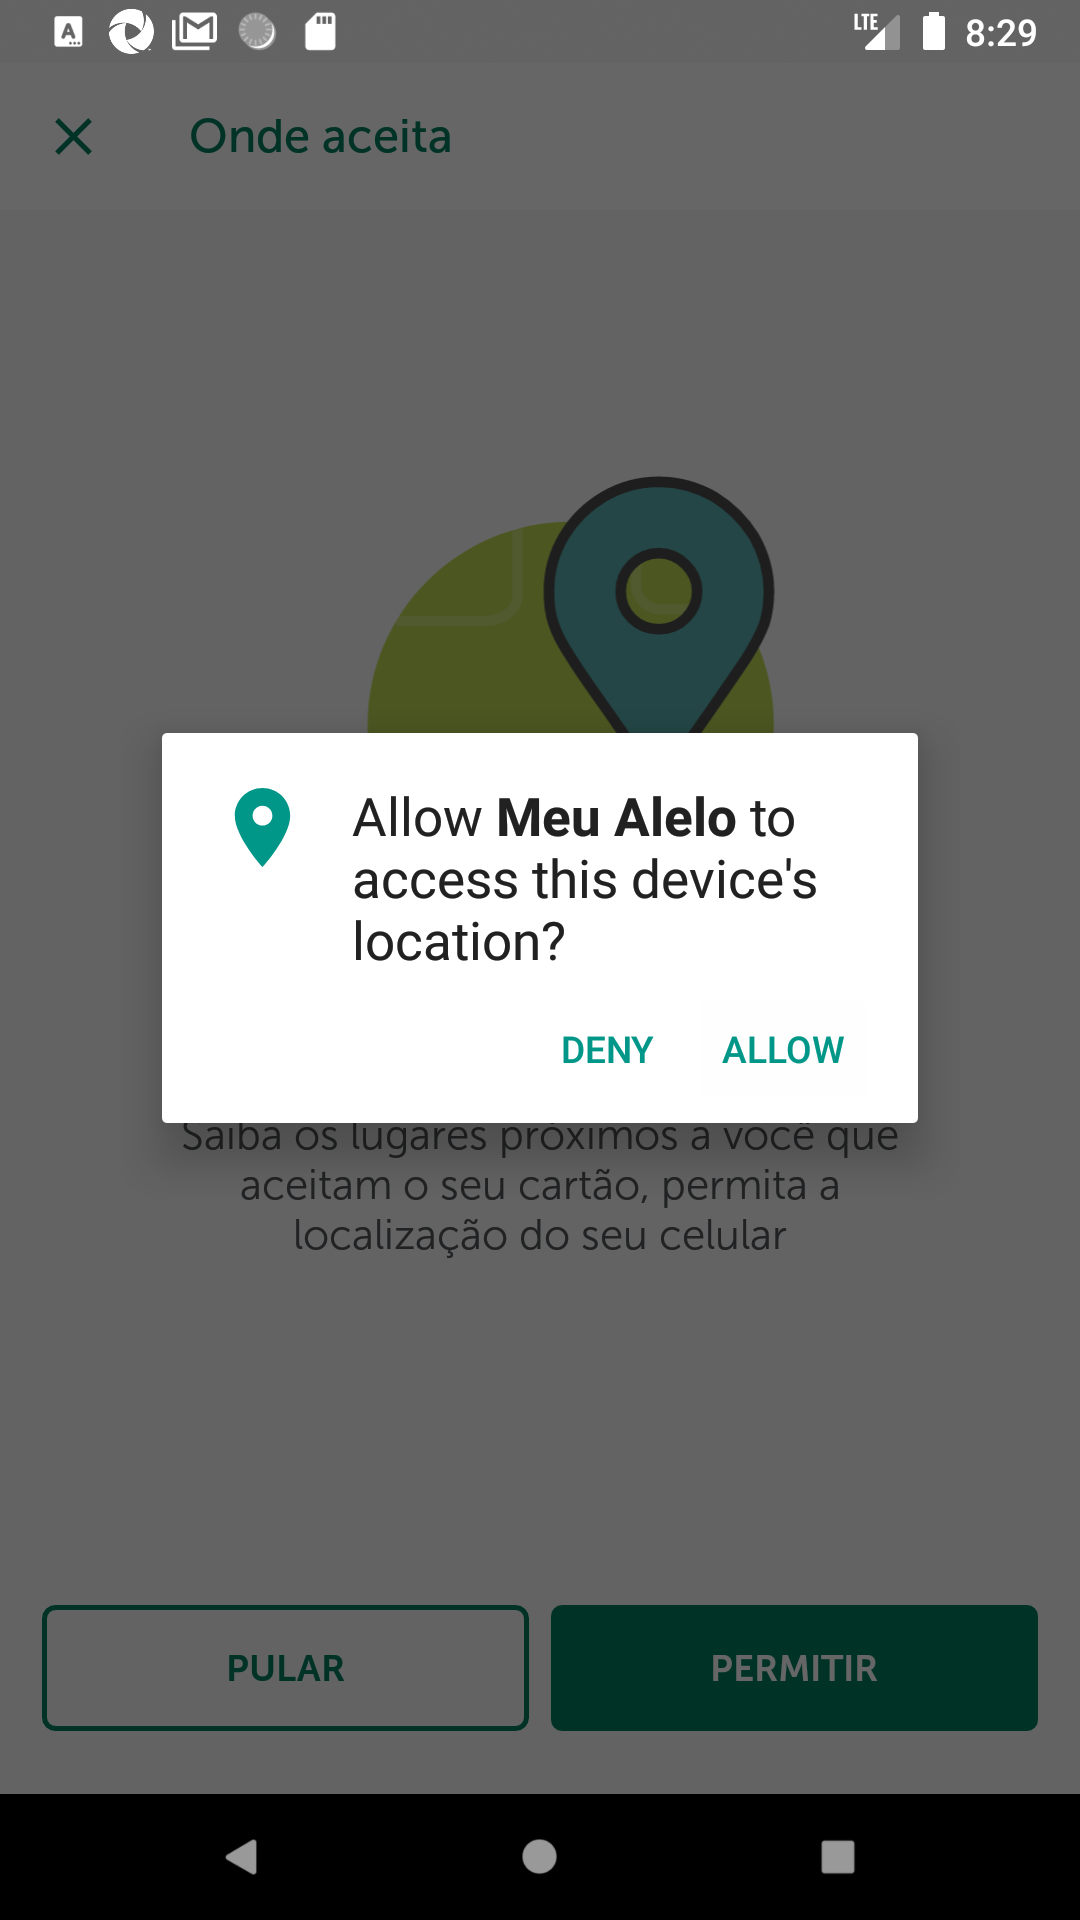 LTE 8:29
Onde aceita
Allow Meu Alelo to
access this device's
location?
DENY ALLOW
Saiba os lugares próximos a você que
aceitam o seu cartão, permita a
localização do seu celular
PULAR PERMITIR